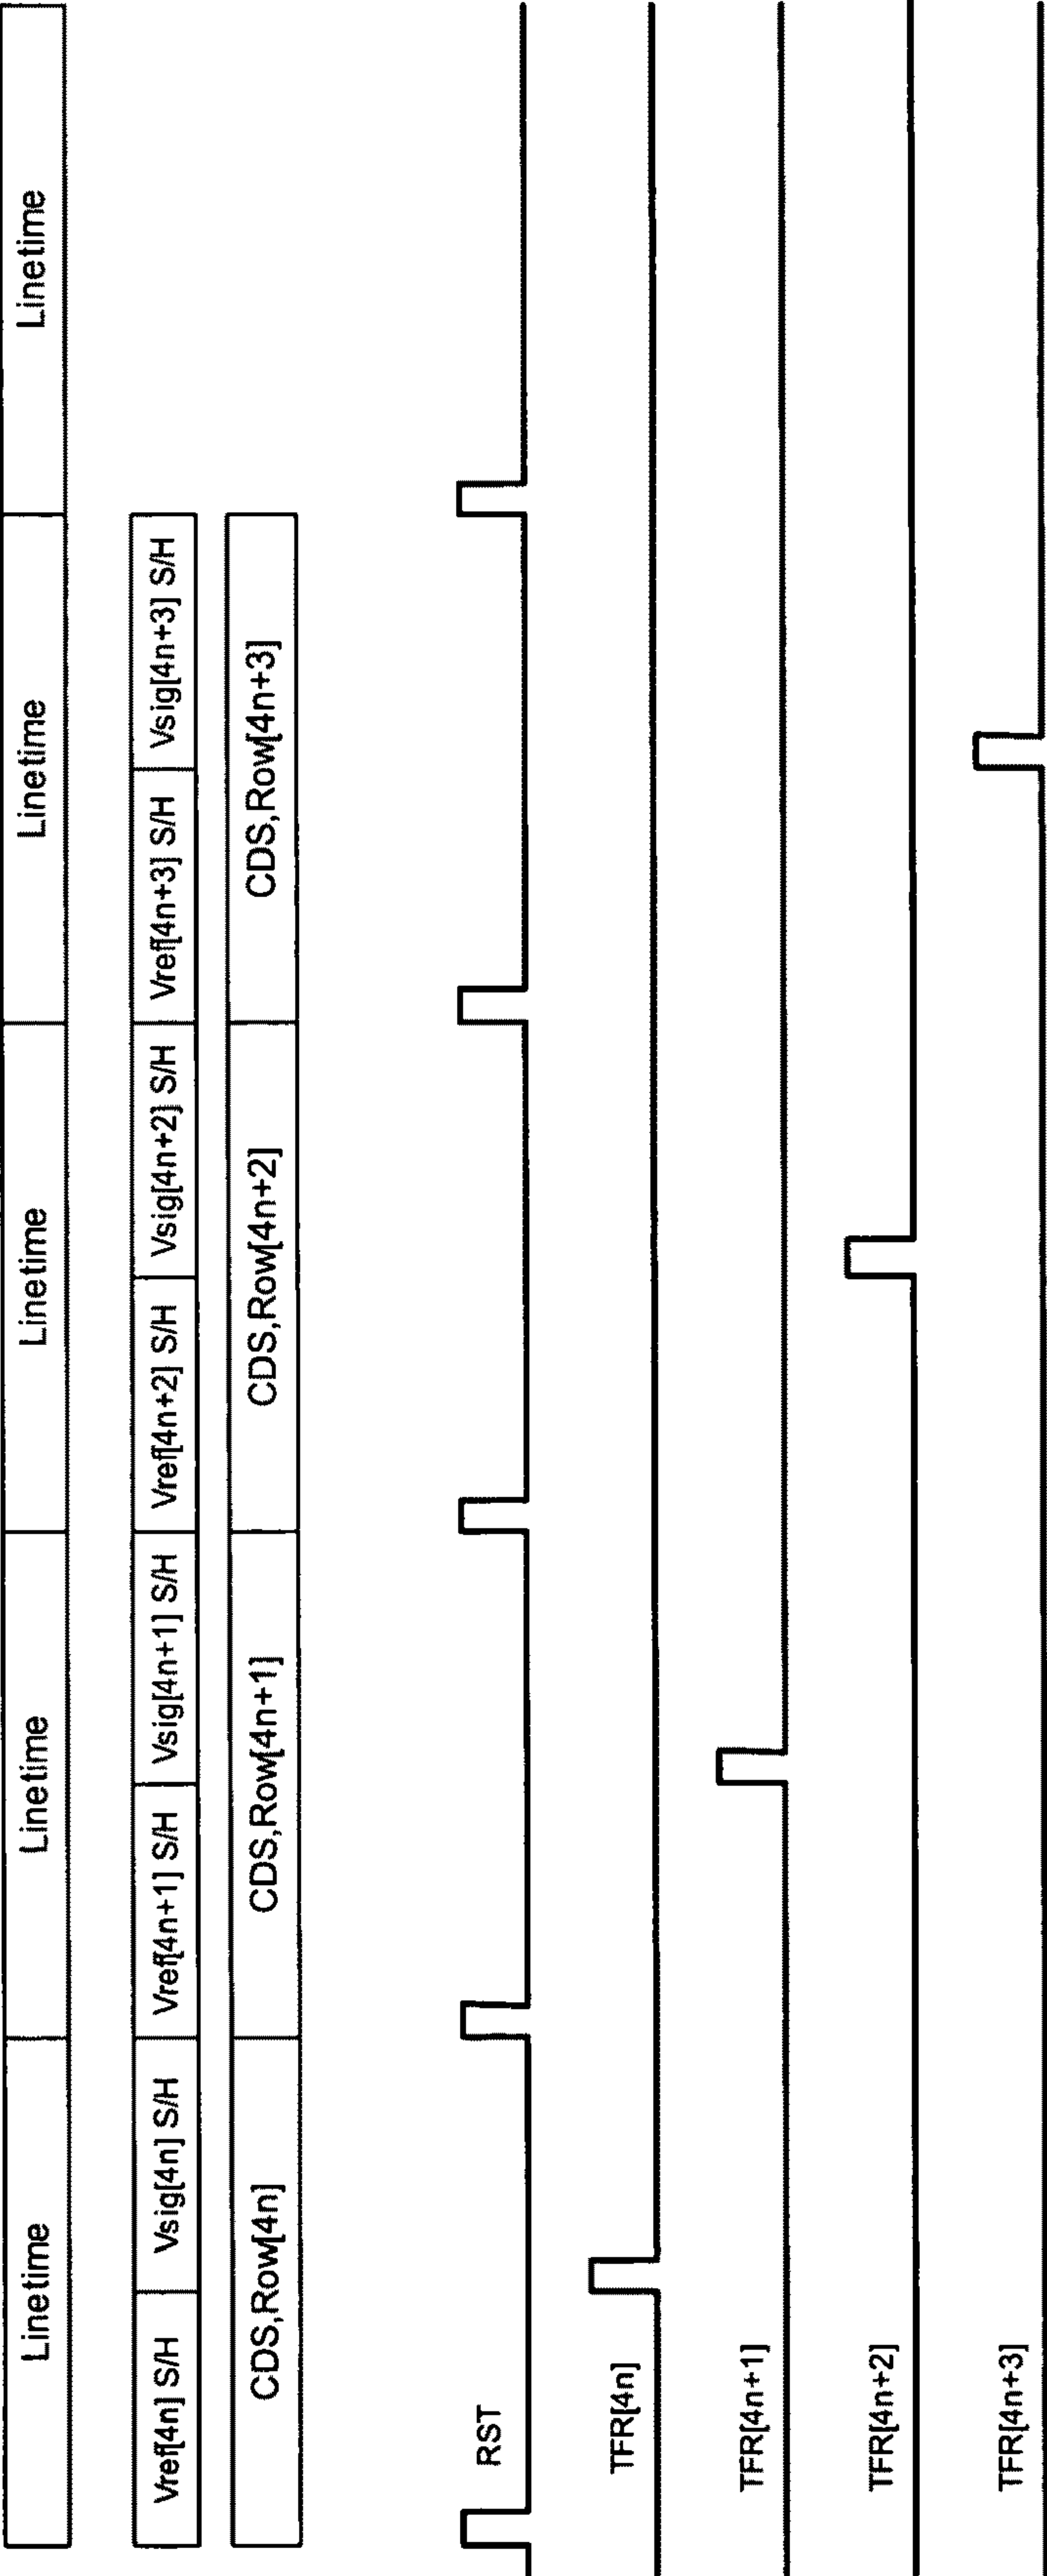 Linetime
Linetime
Linetime
Linetime
Linetime
Vref[4n] S/H
Vsig[4n] S/H
Vref[4n+1] S/H
Vsig[4n+1] S/H
Vref[4n+2] S/H
Vsig[4n+2] S/H
Vref[4n+3] S/H
Vsig[4n+3] S/H
CDS,Row[4n]
CDS,Row[4n+1]
CDS,Row[4n+2]
CDS,Row[4n+3]
RST
TFR[4n]
TFR[4n+1]
TFR[4n+2]
TFR[4n+3]